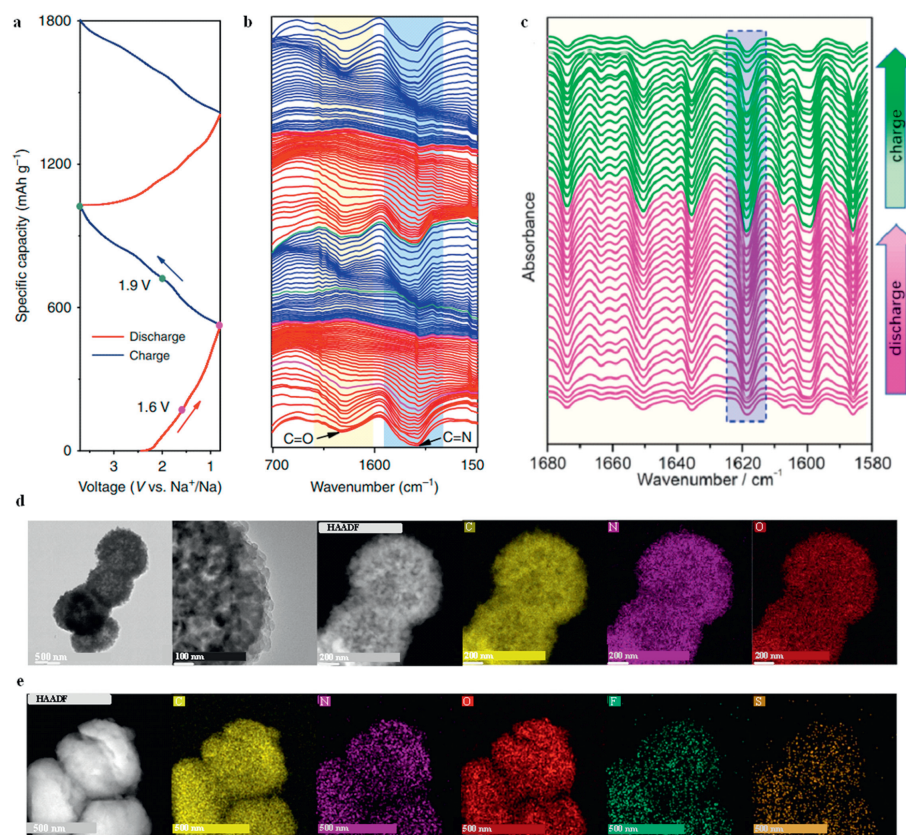 a
1800
1200
600
0
Specific capacity (mAh g⁻¹)
1.9 V
Discharge
Charge
1.6 V
3
2
1
Voltage (V vs. Na⁺/Na)
b
C=O
C=N
1700
1600
1500
Wavenumber (cm⁻¹)
c
Absorbance
charge
discharge
1680
1660
1640
1620
1600
1580
Wavenumber / cm⁻¹
d
500 nm
100 nm
HAADF
200 nm
C
200 nm
N
200 nm
O
200 nm
e
HAADF
500 nm
C
500 nm
N
500 nm
O
500 nm
F
500 nm
S
500 nm